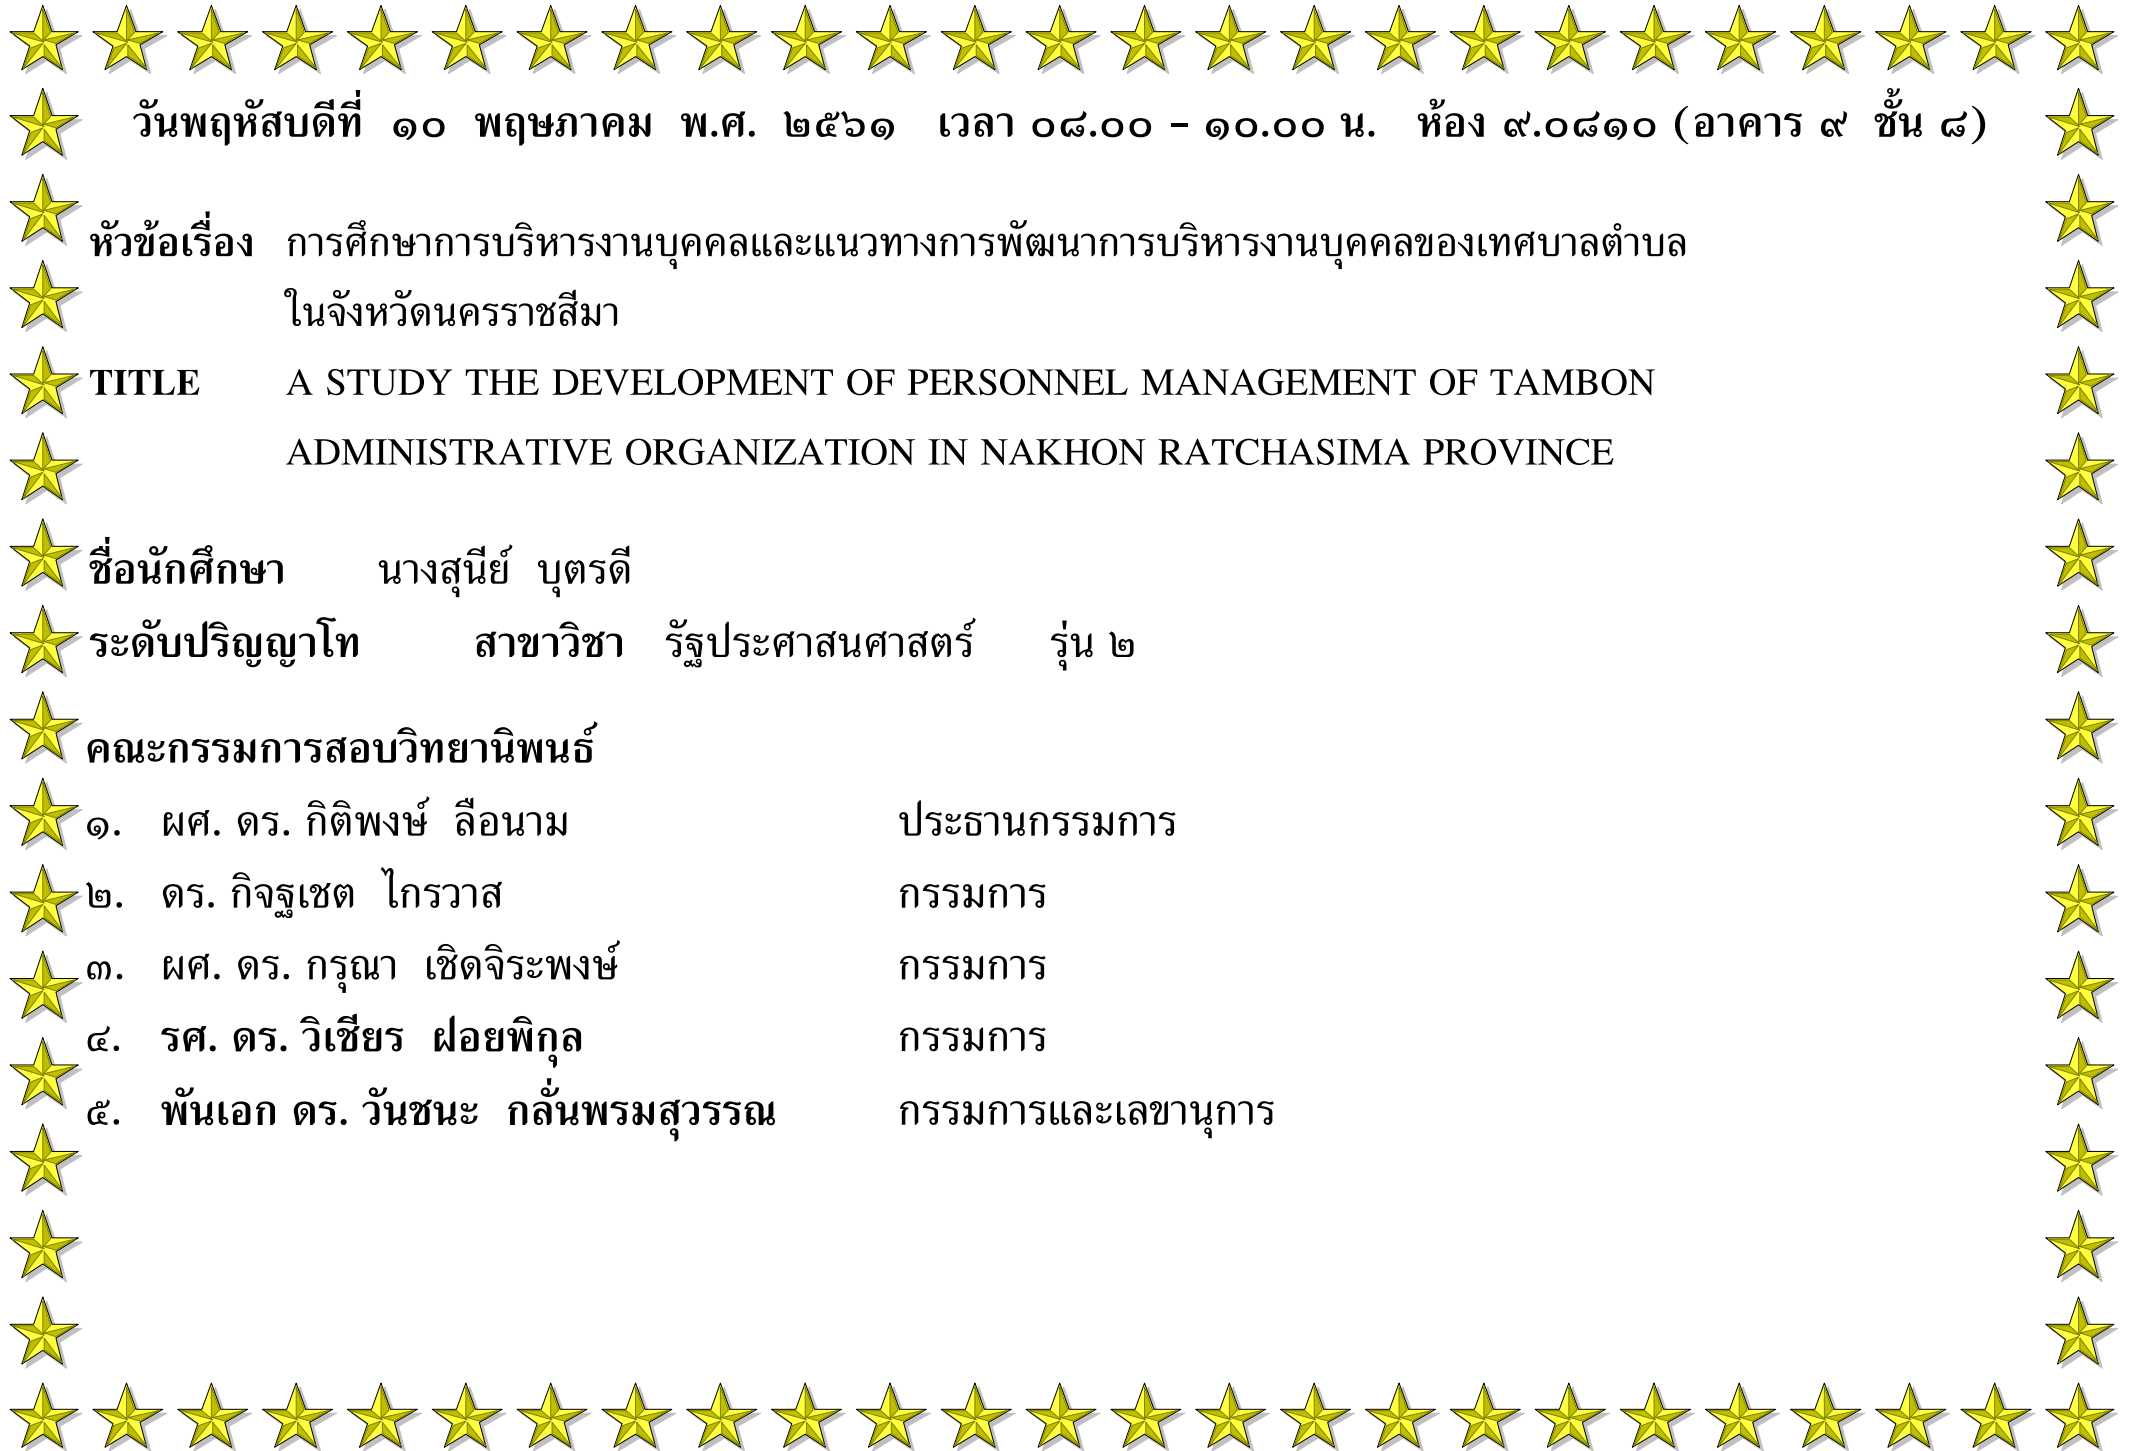 วันพฤหัสบดีที่ ๑๐ พฤษภาคม พ.ศ. ๒๕๖๑ เวลา ๐๘.๐๐ – ๑๐.๐๐ น. ห้อง ๙.๐๘๑๐ (อาคาร ๙ ชั้น ๘)
หัวข้อเรื่อง การศึกษาการบริหารงานบุคคลและแนวทางการพัฒนาการบริหารงานบุคคลของเทศบาลตำบล
ในจังหวัดนครราชสีมา
TITLE A STUDY THE DEVELOPMENT OF PERSONNEL MANAGEMENT OF TAMBON
ADMINISTRATIVE ORGANIZATION IN NAKHON RATCHASIMA PROVINCE
ชื่อนักศึกษา นางสุนีย์ บุตรดี
ระดับปริญญาโท สาขาวิชา รัฐประศาสนศาสตร์ รุ่น ๒
คณะกรรมการสอบวิทยานิพนธ์
๑. ผศ. ดร. กิติพงษ์ ลือนาม ประธานกรรมการ
๒. ดร. กิจฐเชต ไกรวาส กรรมการ
๓. ผศ. ดร. กรุณา เชิดจิระพงษ์ กรรมการ
๔. รศ. ดร. วิเชียร ฝอยพิกุล กรรมการ
๕. พันเอก ดร. วันชนะ กลั่นพรมสุวรรณ กรรมการและเลขานุการ